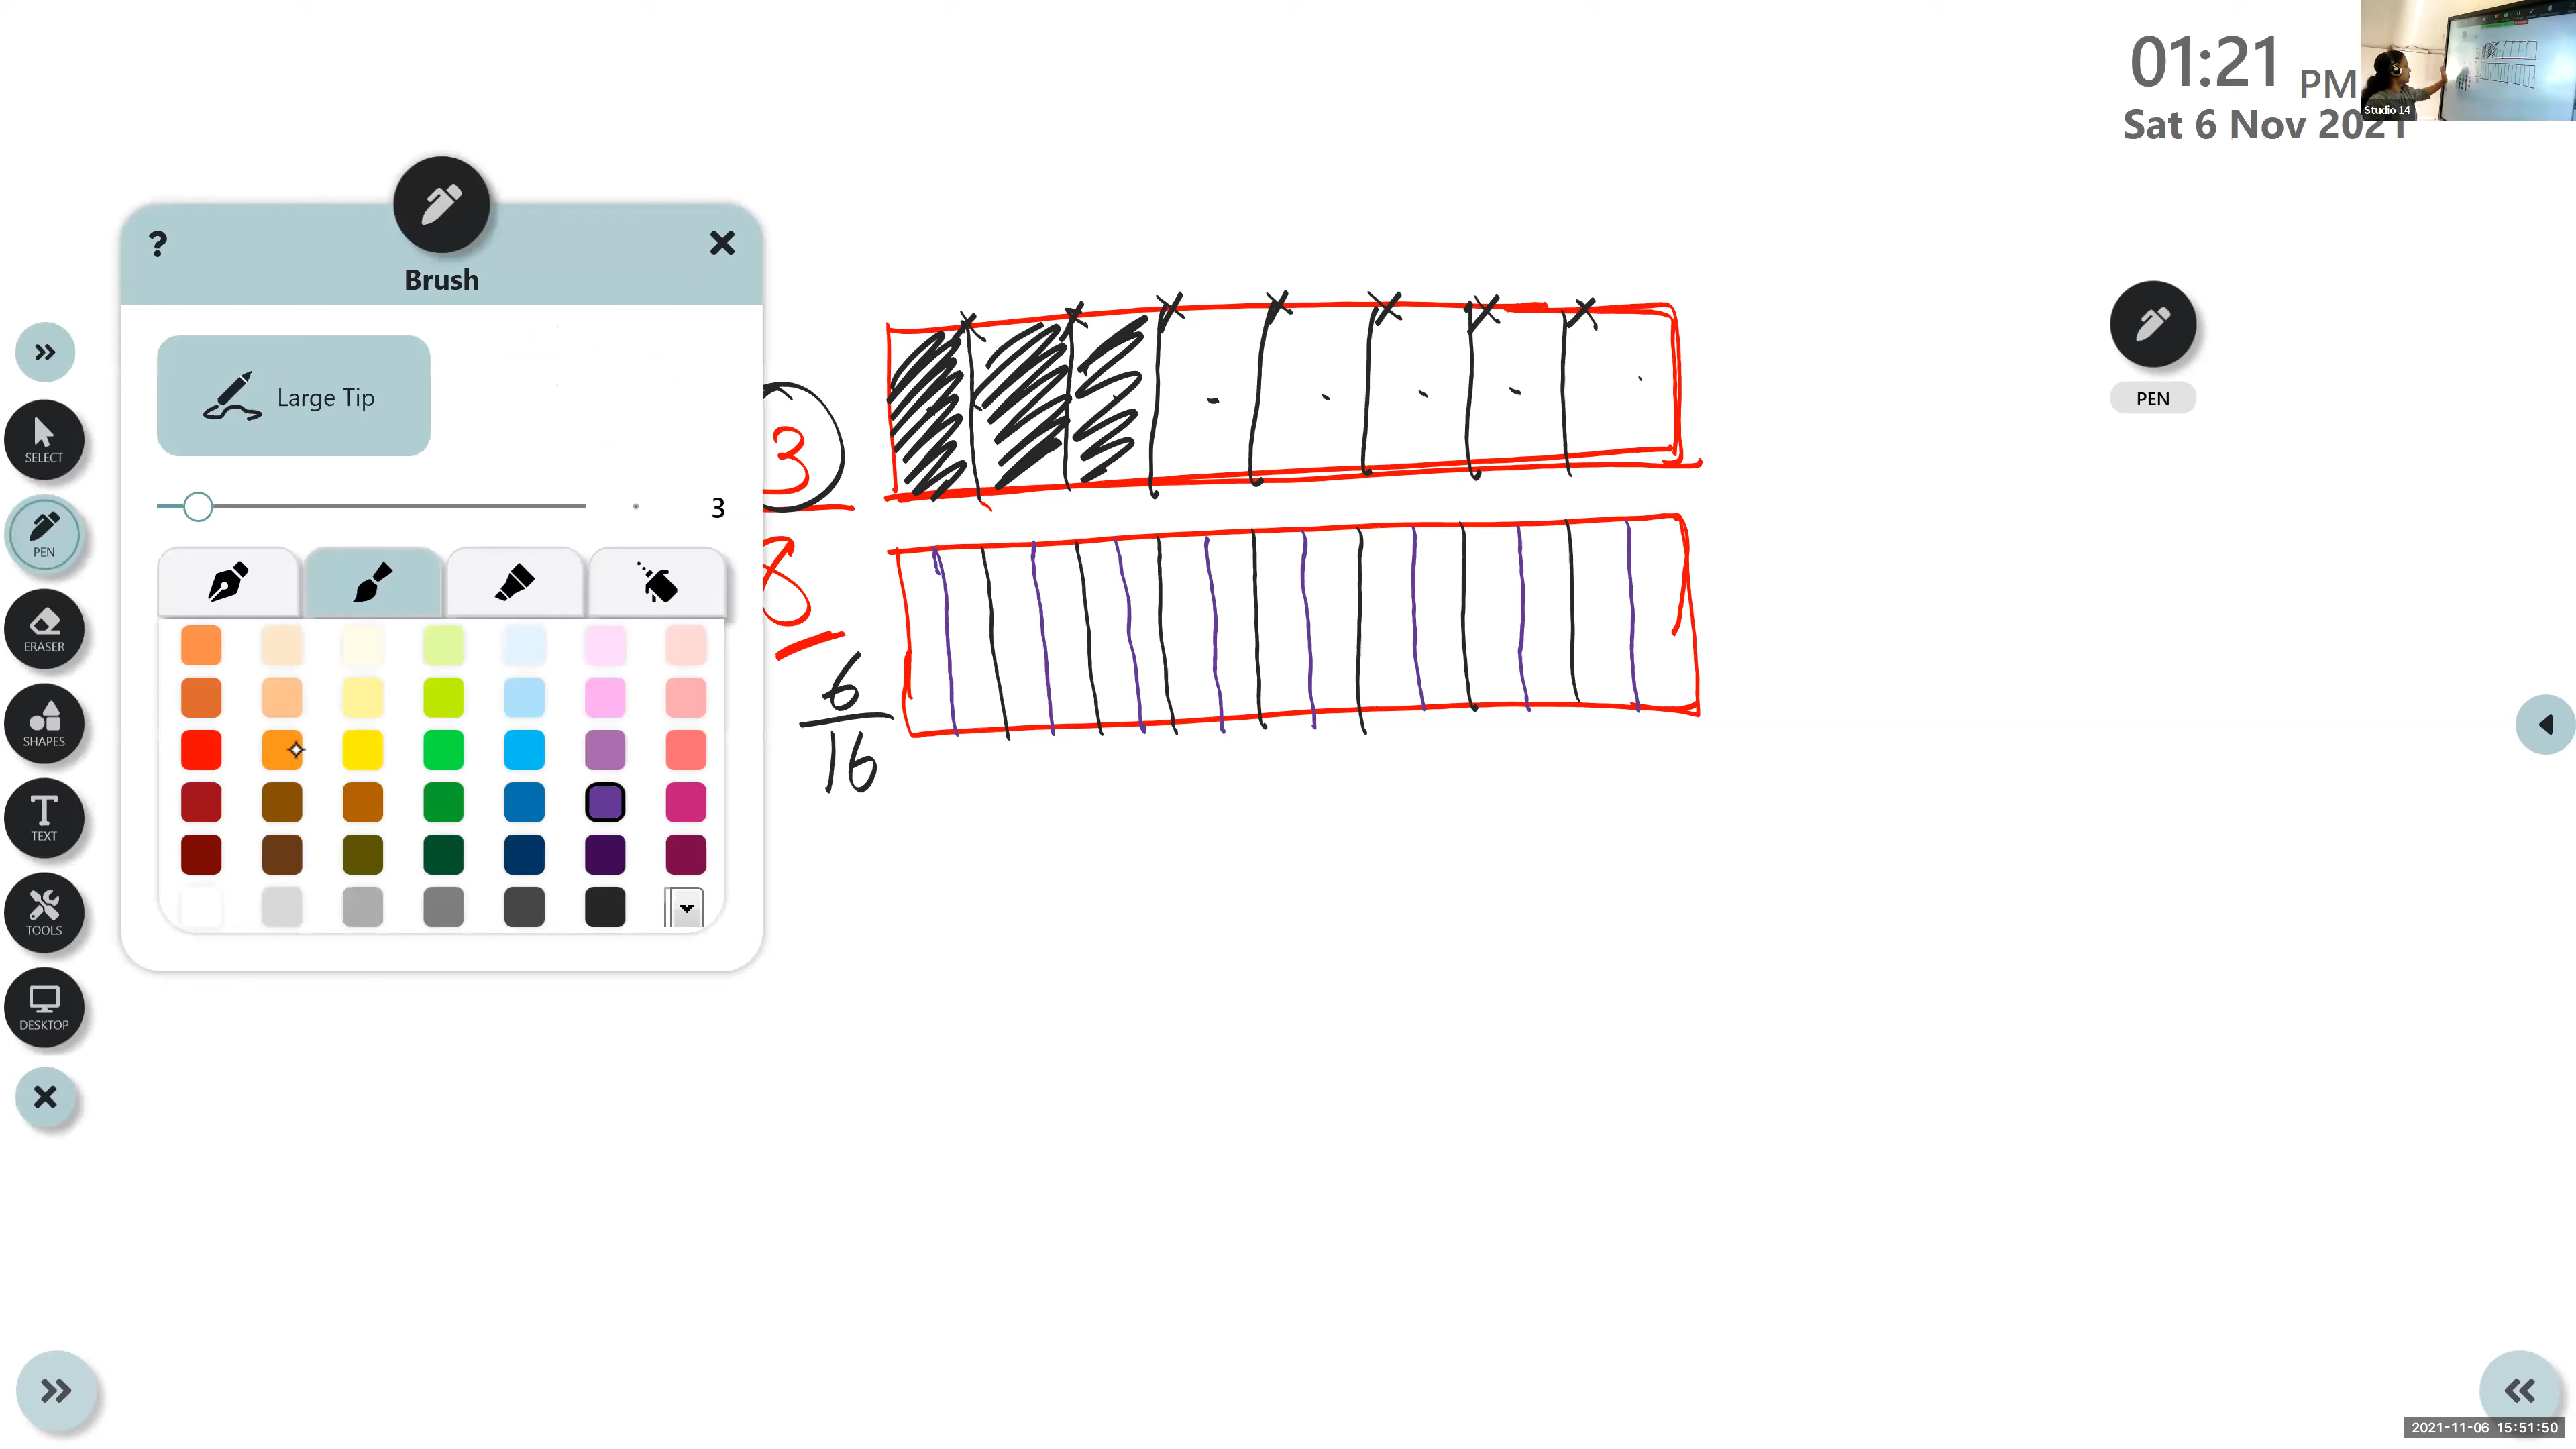 01:21 PM
Sat 6 Nov 2021
Studio 14
?
Brush
Large Tip
3
SELECT
PEN
ERASER
SHAPES
TEXT
TOOLS
DESKTOP
3
8
6
16
PEN
2021-11-06 15:51:50